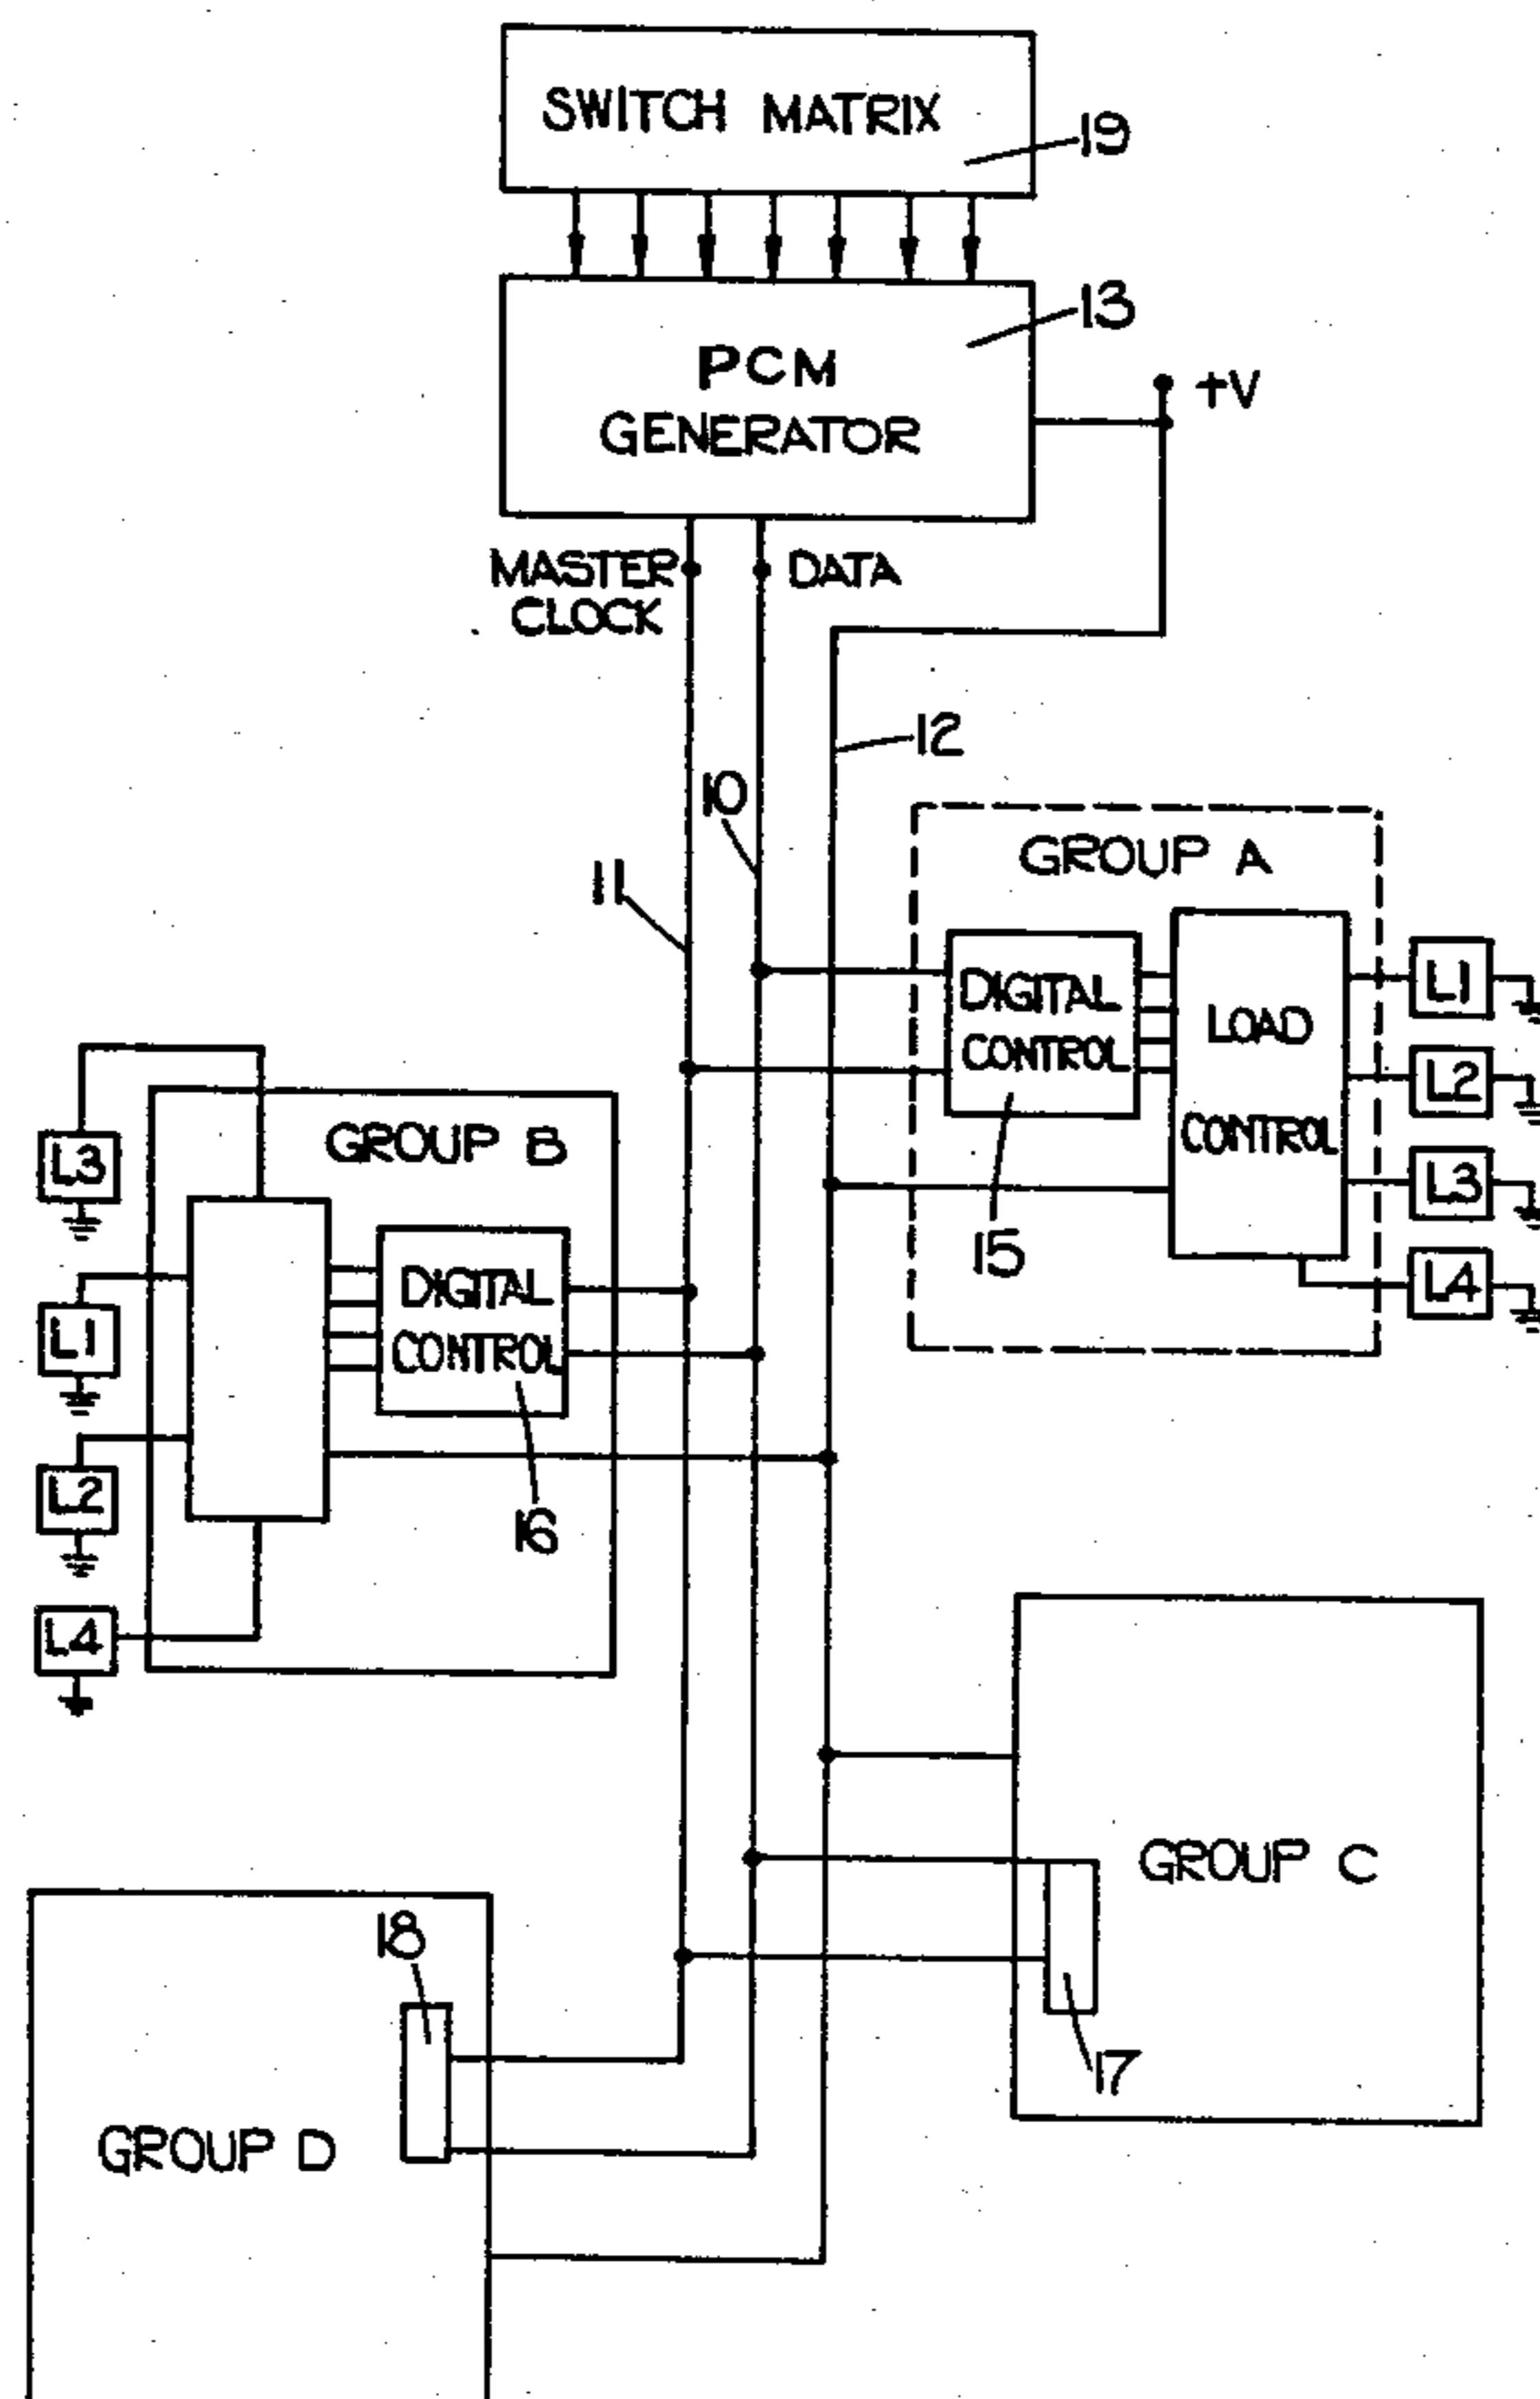 SWITCH MATRIX
19
13
PCM
GENERATOR
+V
MASTER
CLOCK
DATA
12
10
11
GROUP A
DIGITAL
CONTROL
LOAD
CONTROL
15
L1
L2
L3
L4
GROUP B
DIGITAL
CONTROL
16
L3
L1
L2
L4
GROUP C
17
18
GROUP D